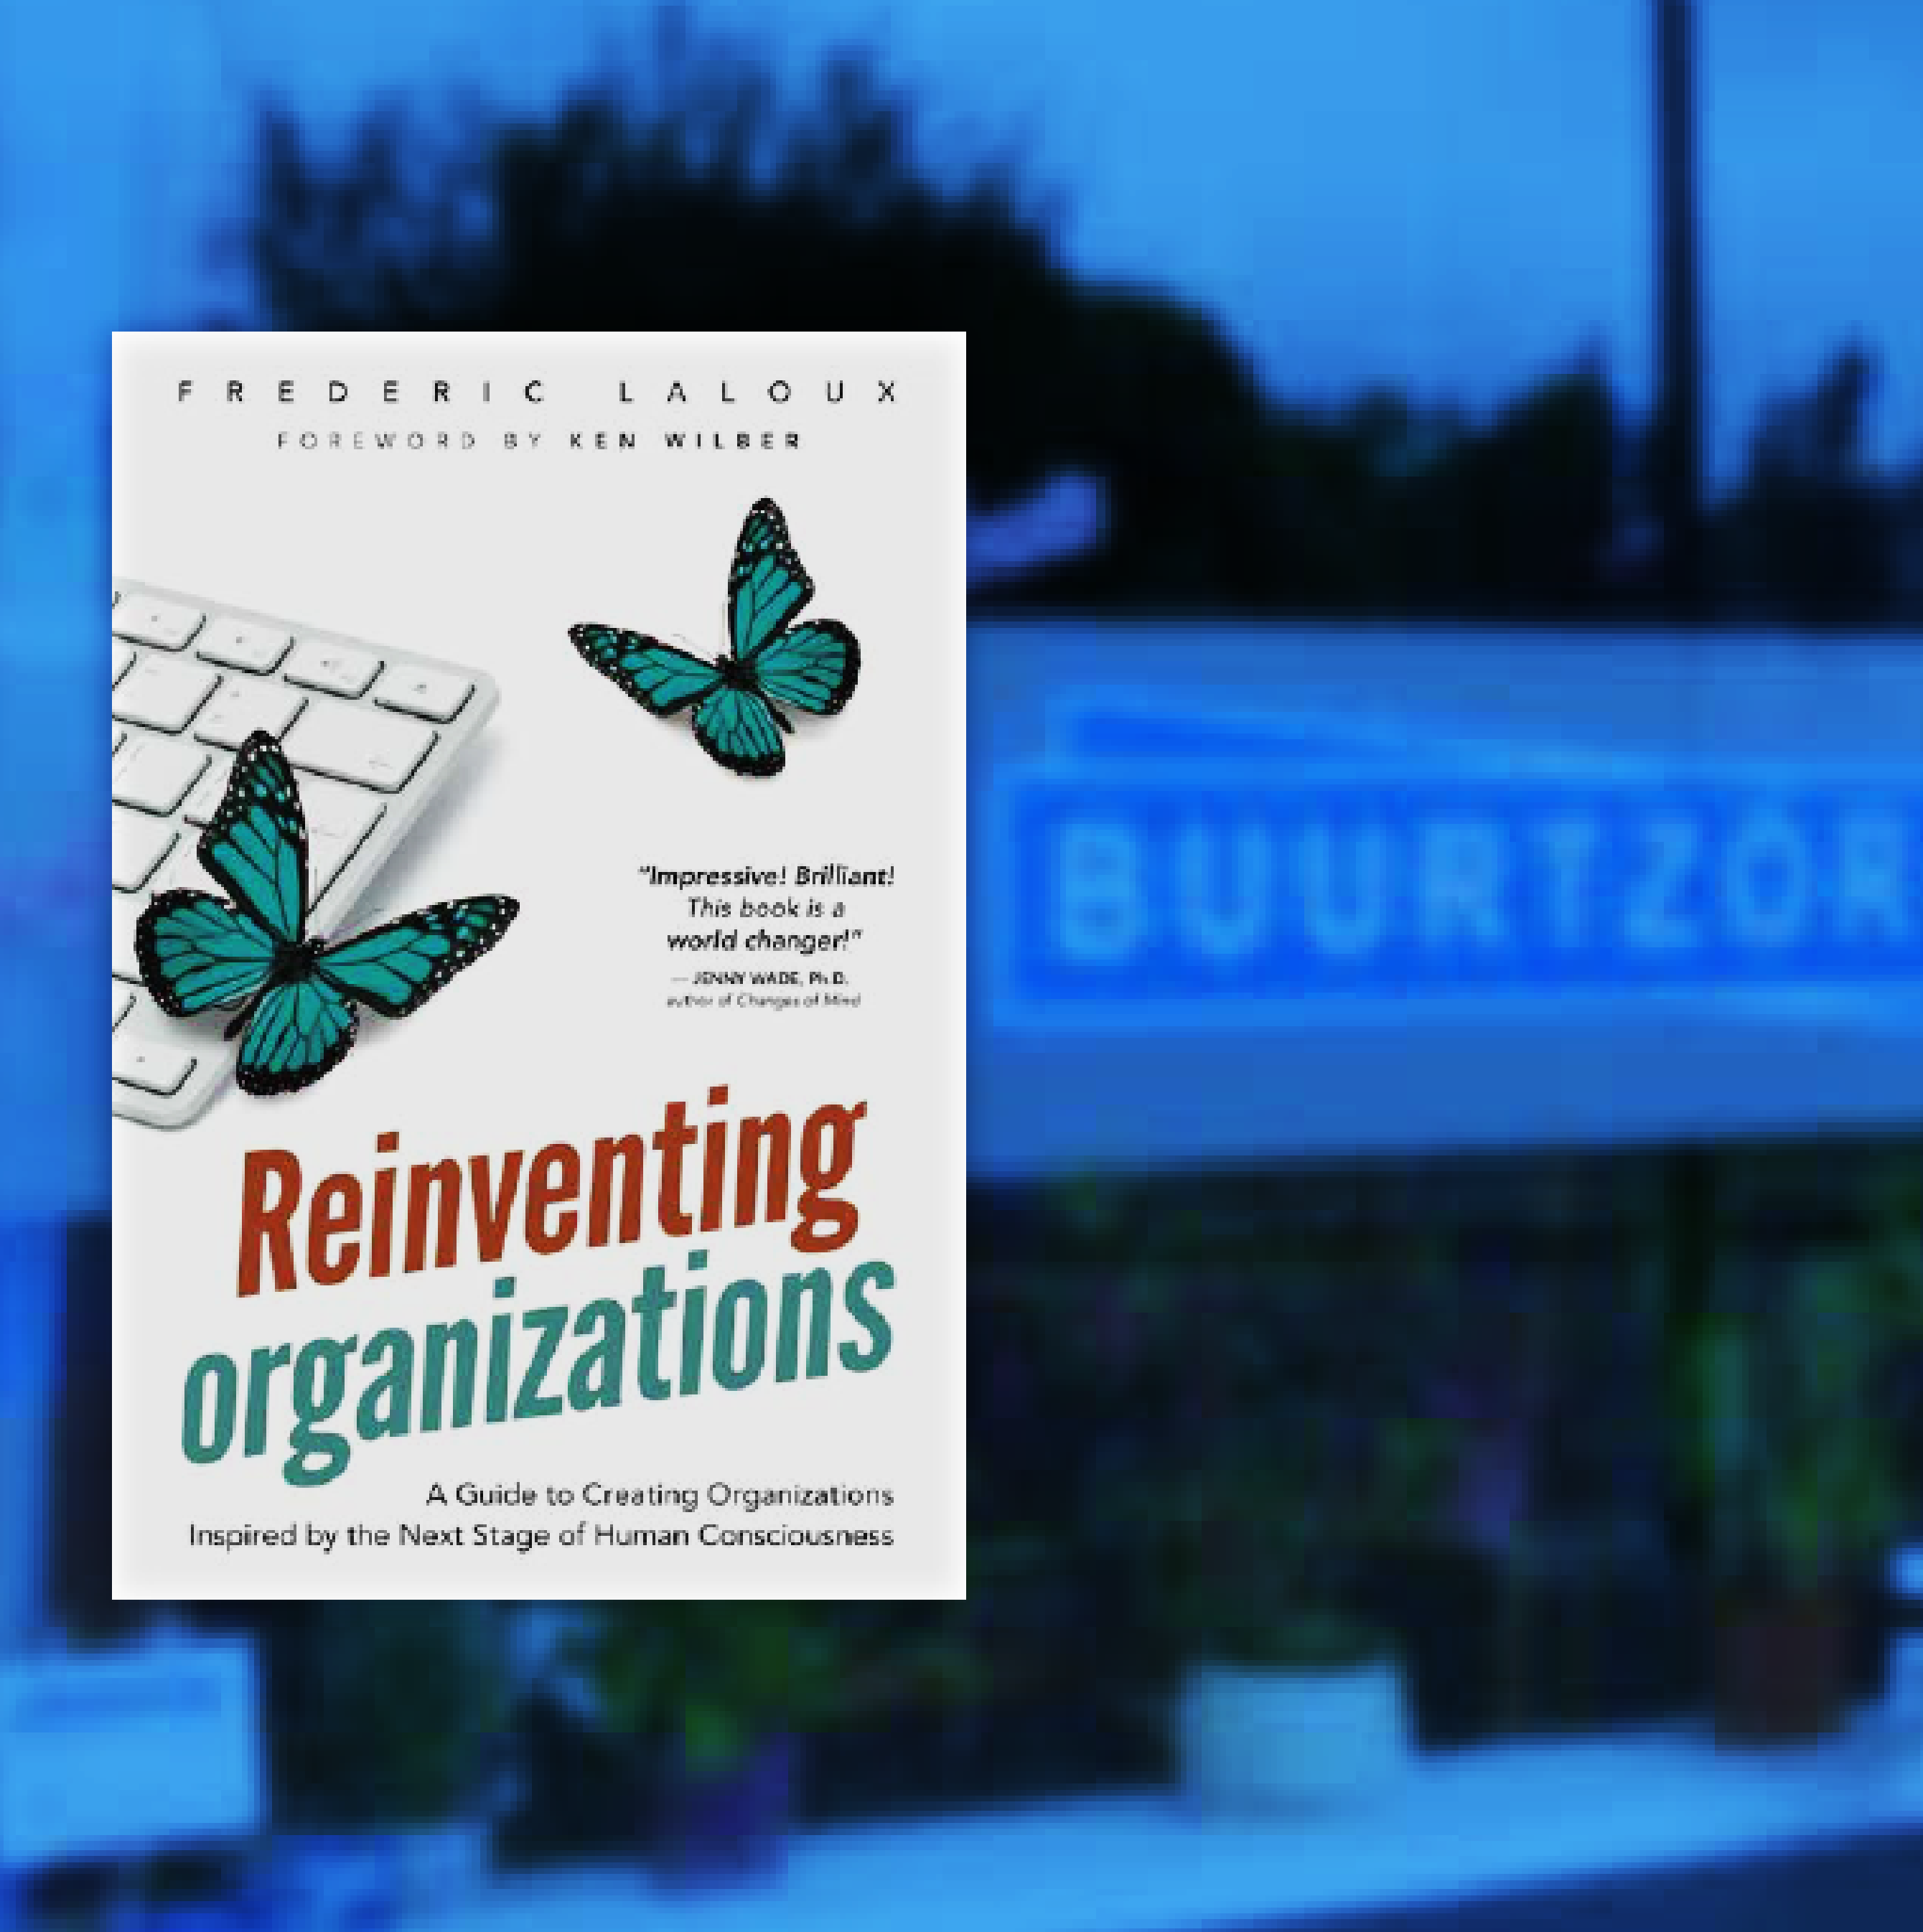 FREDERIC LALOUX
FOREWORD BY KEN WILBER
"Impressive! Brilliant!
This book is a
world changer!"
— JENNY WADE, Ph.D.
author of Changes of Mind
BUURTZOR
Reinventing
organizations
A Guide to Creating Organizations
Inspired by the Next Stage of Human Consciousness